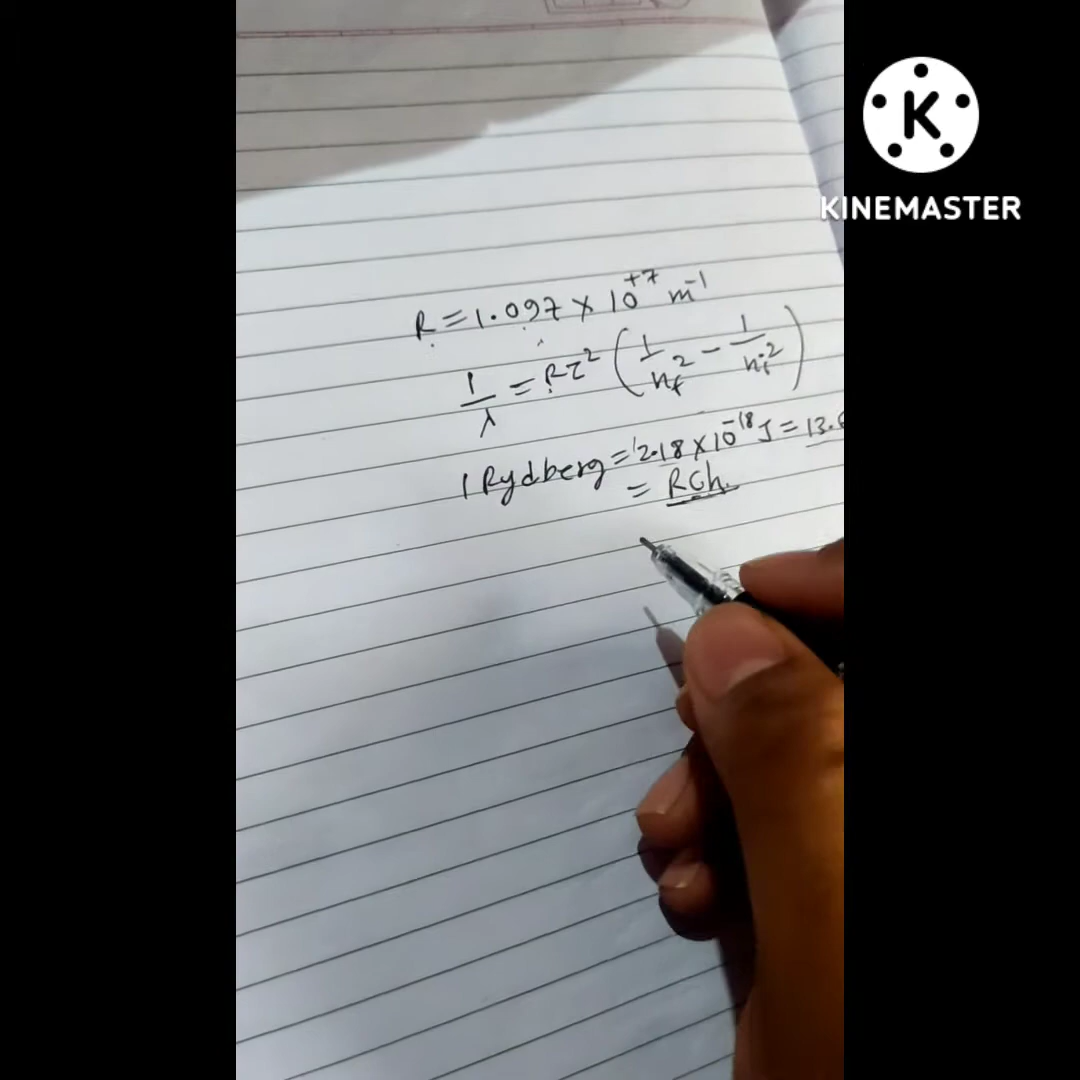 K
KINEMASTER
R = 1.097 × 10⁺⁷ m⁻¹
1/λ = RZ² (1/n_f² − 1/n_i²)
1 Rydberg = 2.18 × 10⁻¹⁸ J = 13.
= RCh.